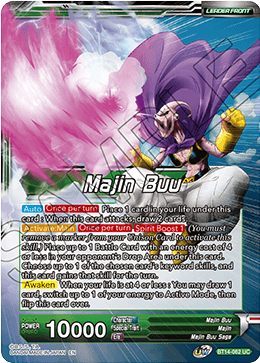 LEADER FRONT
Majin Buu
Auto Once per turn Place 1 card in your life under this
card: When this card attacks, draw 2 cards.
Activate Main Once per turn Spirit Boost 1 (You must
remove a marker from your Unison Card to activate this
skill.) Place up to 1 Battle Card with an energy cost of 4
or less in your opponent's Drop Area under this card.
Choose up to 1 of the chosen card's keyword skills, and
this card gains that skill for the turn.
Awaken When your life is at 4 or less: You may draw
1 card, switch up to 1 of your energy to Active Mode, then
flip this card over.
POWER 10000
Character Majin Buu
Special Trait Majin
Era Majin Buu Saga
BANDAI MADE IN JAPAN EN
BT14-062 UC